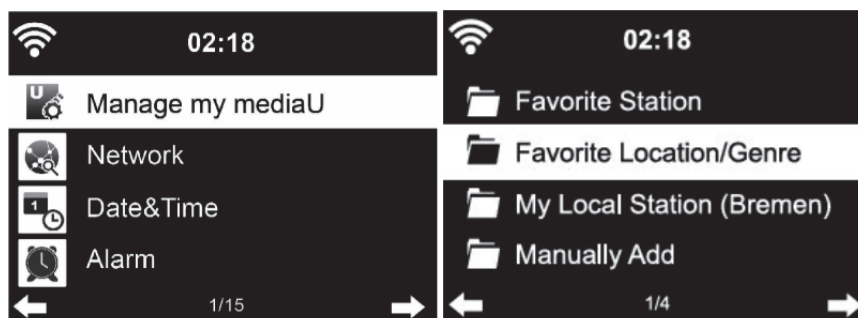 02:18
Manage my mediaU
Network
Date&Time
Alarm
1/15
02:18
Favorite Station
Favorite Location/Genre
My Local Station (Bremen)
Manually Add
1/4